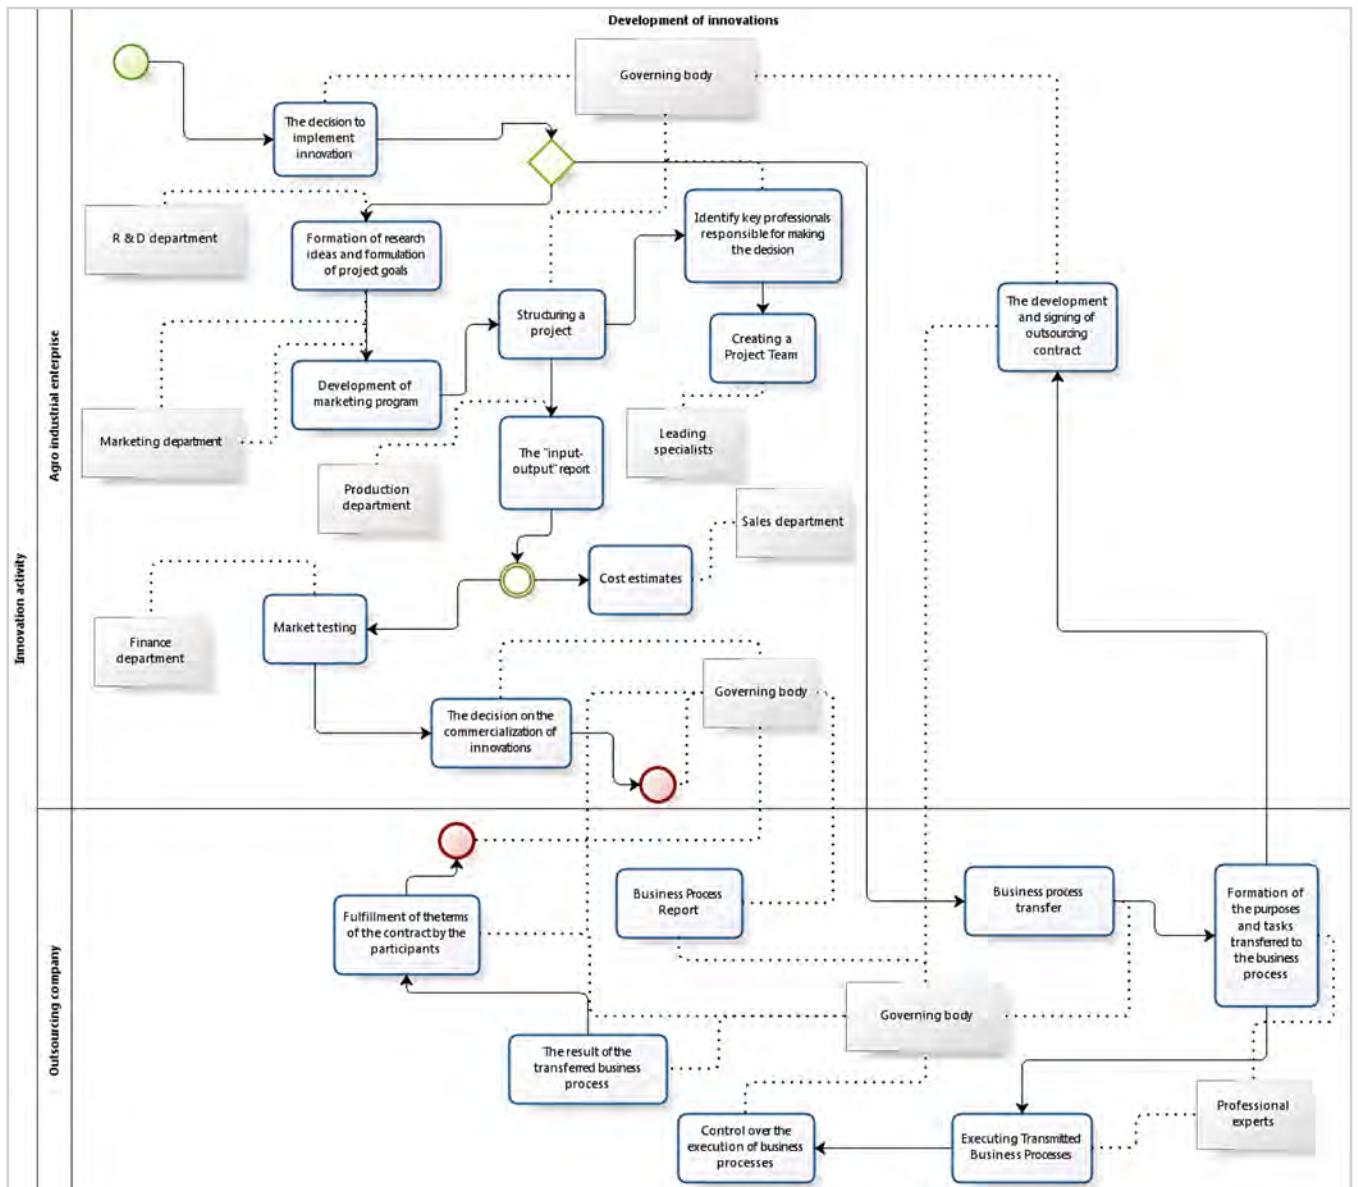 Development of innovations
Governing body
The decision to
implement
innovation
R & D department
Formation of research
ideas and formulation
of project goals
Identify key professionals
responsible for making
the decision
Structuring a
project
The development
and signing of
outsourcing
contract
Creating a
Project Team
Development of
marketing program
Marketing department
Leading
specialists
The "input-
output" report
Production
department
Sales department
Cost estimates
Market testing
Finance
department
Governing body
The decision on the
commercialization of
innovations
Agro industrial enterprise
Innovation activity
Outsourcing company
Business Process
Report
Business process
transfer
Formation of
the purposes
and tasks
transferred to
the business
process
Fulfillment of the terms
of the contract by the
participants
Governing body
The result of the
transferred business
process
Professional
experts
Control over the
execution of business
processes
Executing Transmitted
Business Processes